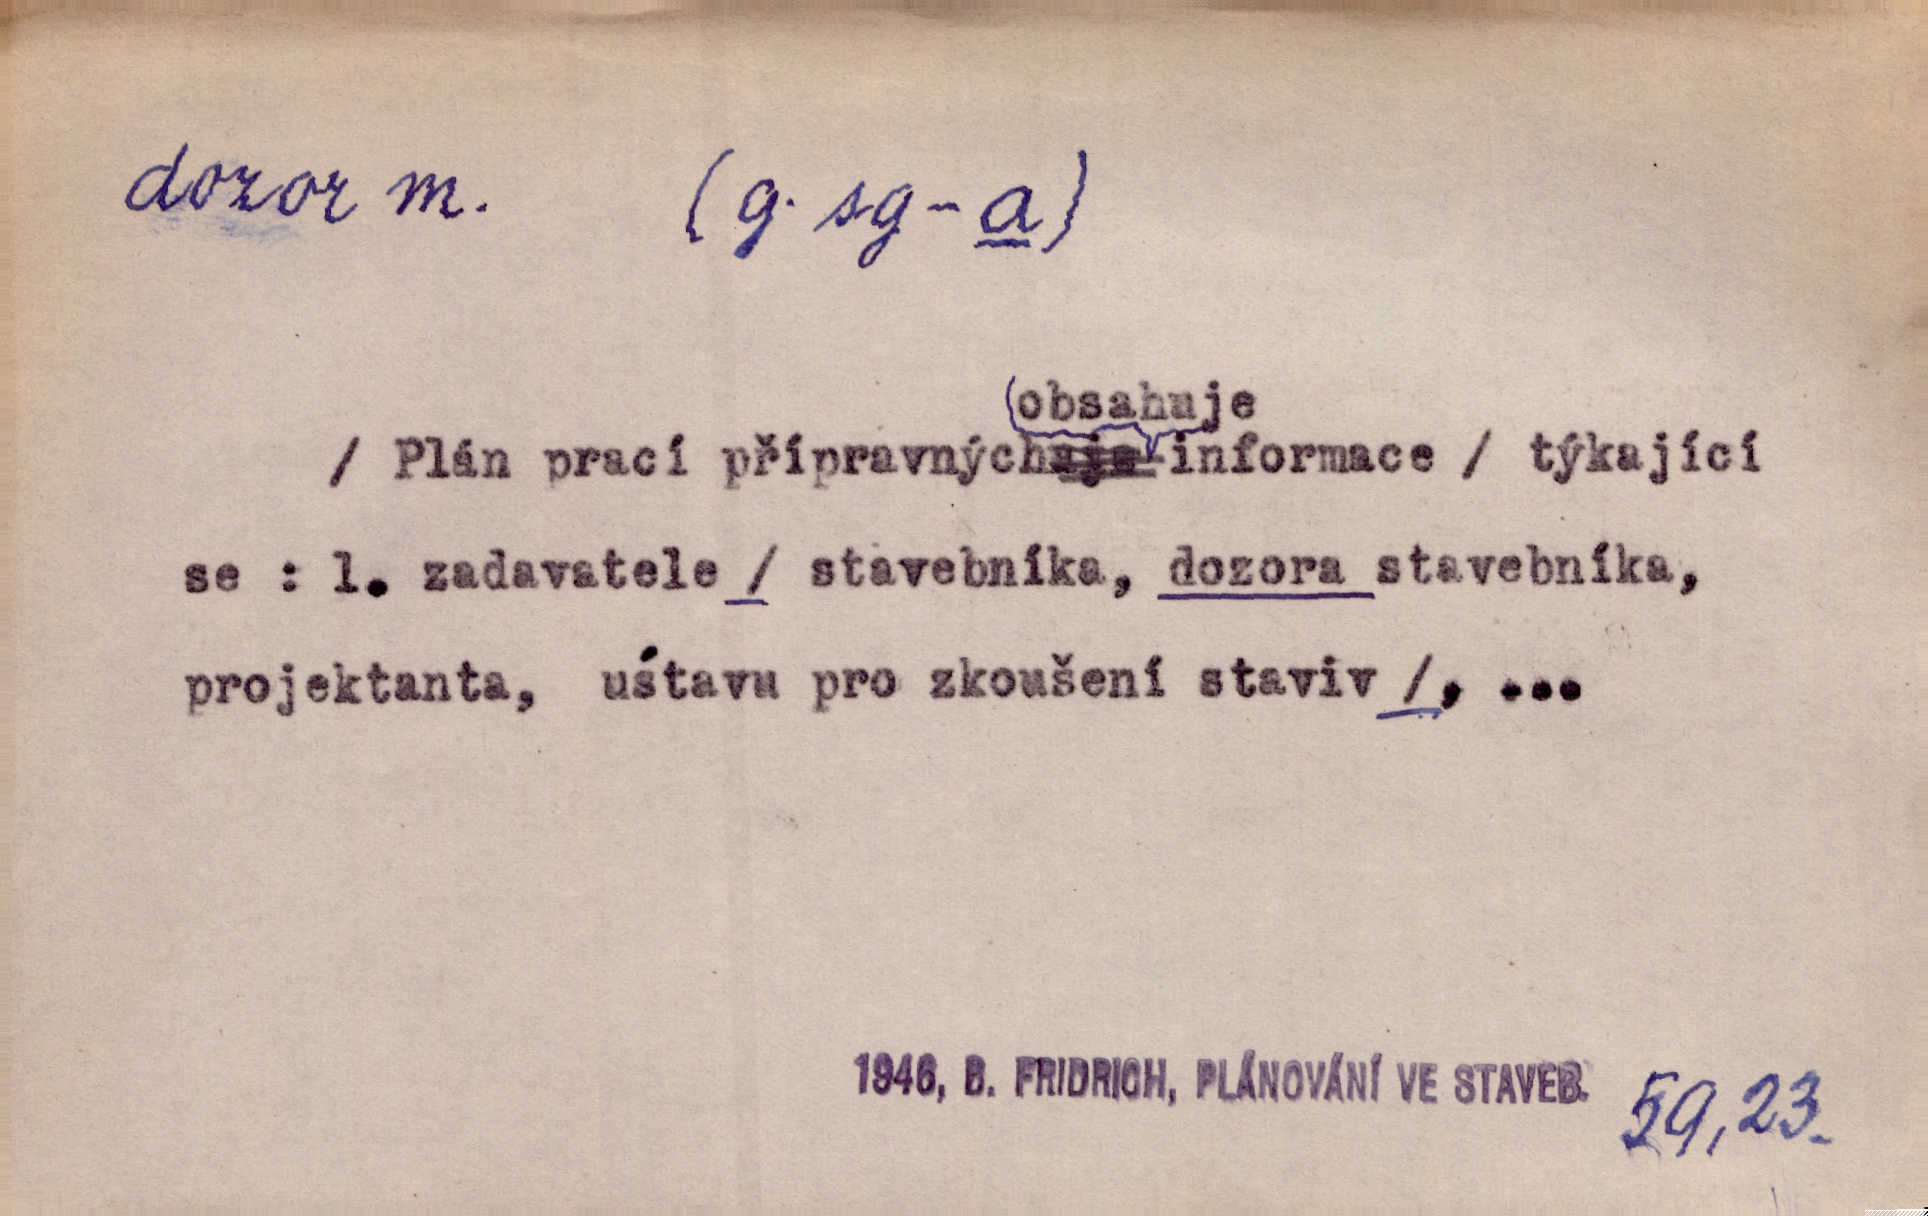 dozor m. (g. sg - a)
obsahuje
/ Plán prací přípravných informace / týkající
se : 1. zadavatele / stavebníka, dozora stavebníka,
projektanta, ústavu pro zkoušení staviv /, ...
1946, B. FRIDRICH, PLÁNOVÁNÍ VE STAVEB. 59,23.